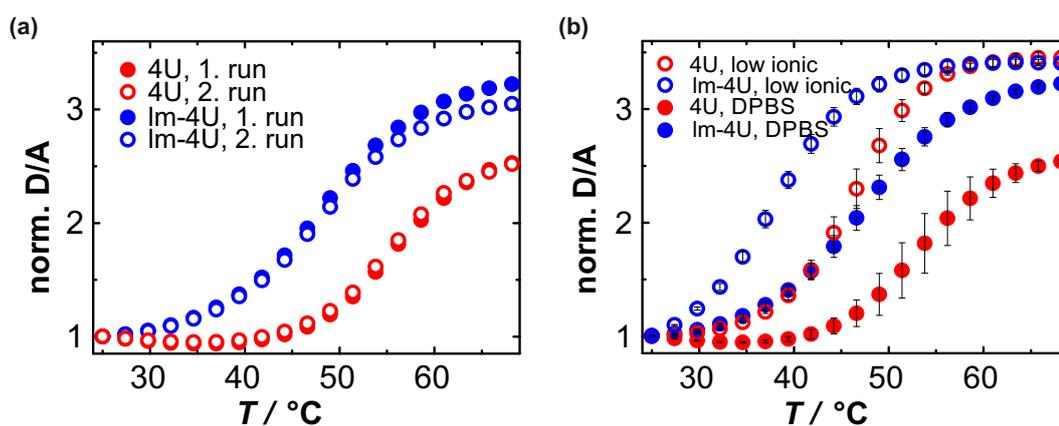 (a)
4U, 1. run
4U, 2. run
lm-4U, 1. run
lm-4U, 2. run
norm. D/A
3
2
1
30 40 50 60
T / °C
(b)
4U, low ionic
lm-4U, low ionic
4U, DPBS
lm-4U, DPBS
norm. D/A
3
2
1
30 40 50 60
T / °C